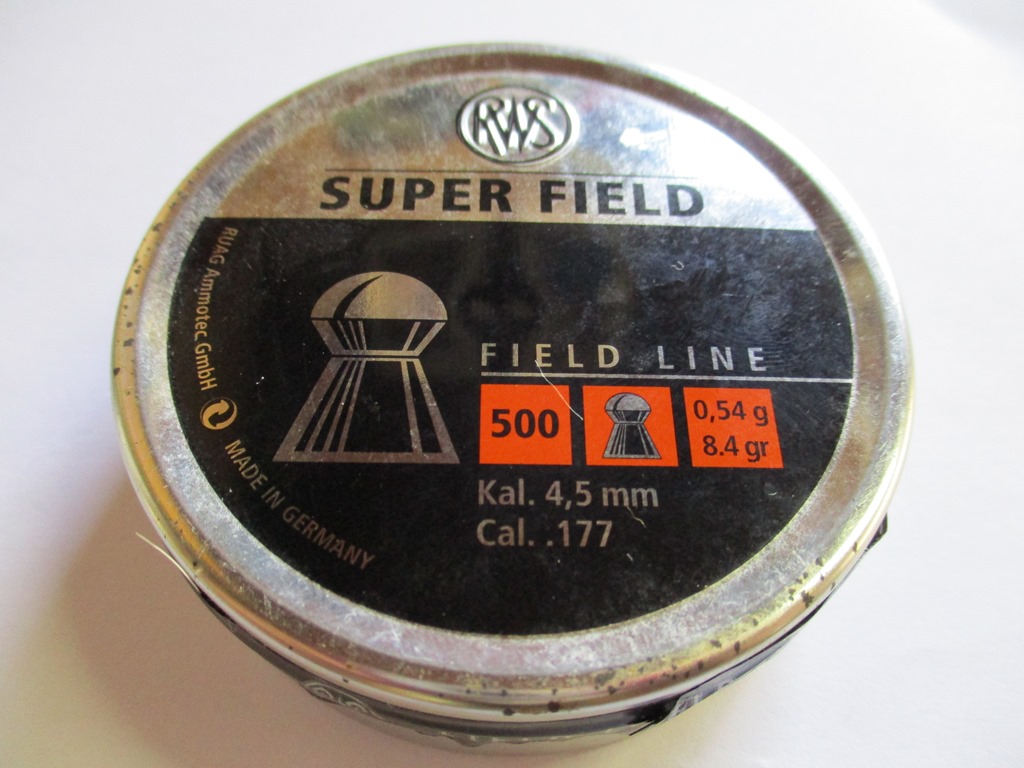 RWS
SUPER FIELD
RUAG Ammotec GmbH
MADE IN GERMANY
FIELD LINE
500
0,54 g
8.4 gr
Kal. 4,5 mm
Cal. .177